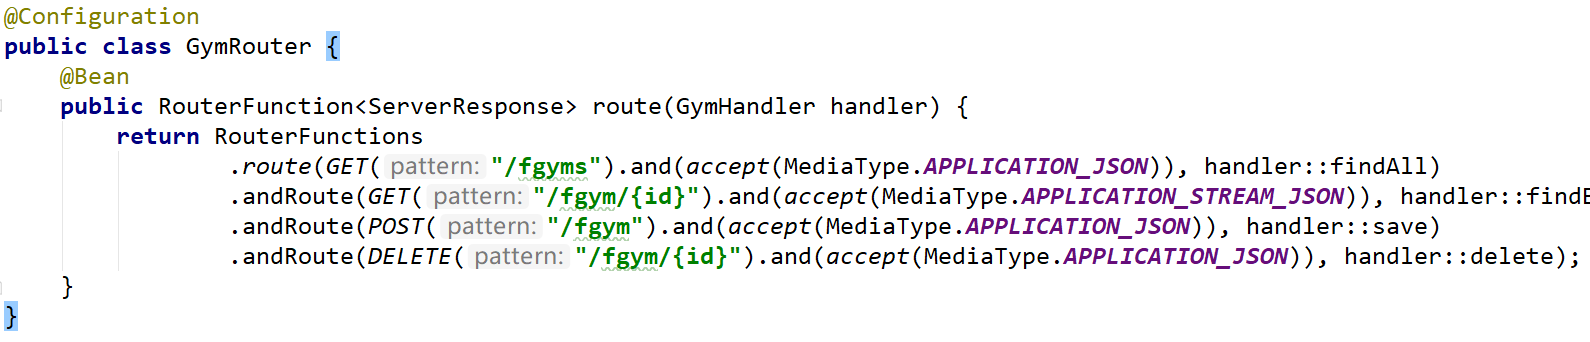 @Configuration
public class GymRouter {
@Bean
public RouterFunction<ServerResponse> route(GymHandler handler) {
return RouterFunctions
.route(GET( pattern: "/fgyms").and(accept(MediaType.APPLICATION_JSON)), handler::findAll)
.andRoute(GET( pattern: "/fgym/{id}").and(accept(MediaType.APPLICATION_STREAM_JSON)), handler::find
.andRoute(POST( pattern: "/fgym").and(accept(MediaType.APPLICATION_JSON)), handler::save)
.andRoute(DELETE( pattern: "/fgym/{id}").and(accept(MediaType.APPLICATION_JSON)), handler::delete);
}
}